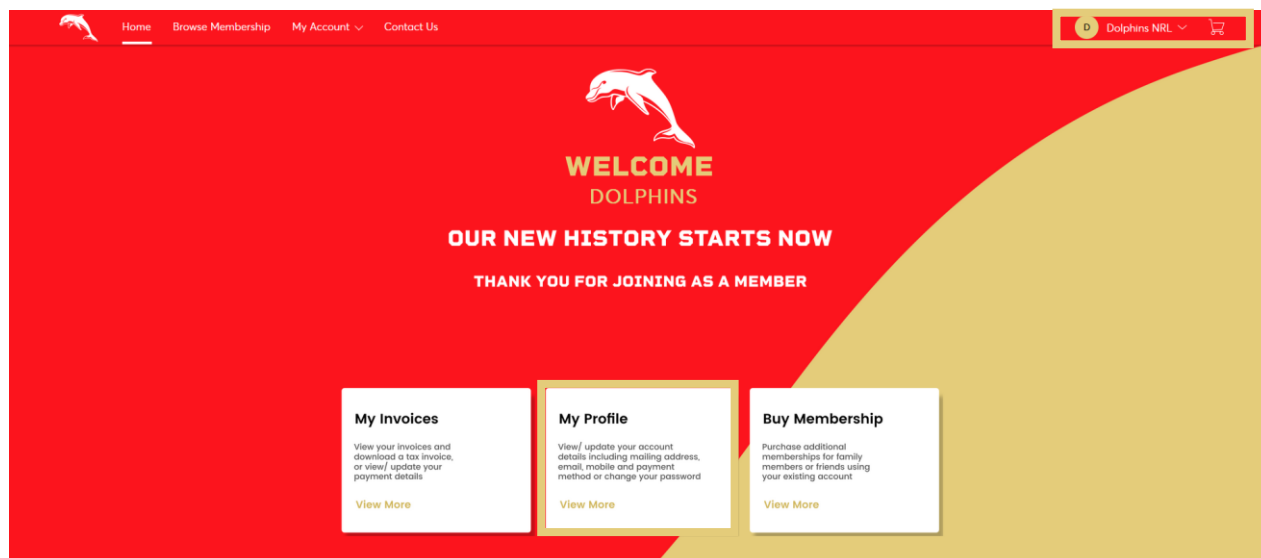 Home Browse Membership My Account Contact Us D Dolphins NRL
WELCOME
DOLPHINS
OUR NEW HISTORY STARTS NOW
THANK YOU FOR JOINING AS A MEMBER
My Invoices
View your invoices and
download a tax invoice,
or view/ update your
payment details
View More
My Profile
View/ update your account
details including mailing address,
email, mobile and payment
method or change your password
View More
Buy Membership
Purchase additional
memberships for family
members or friends using
your existing account
View More